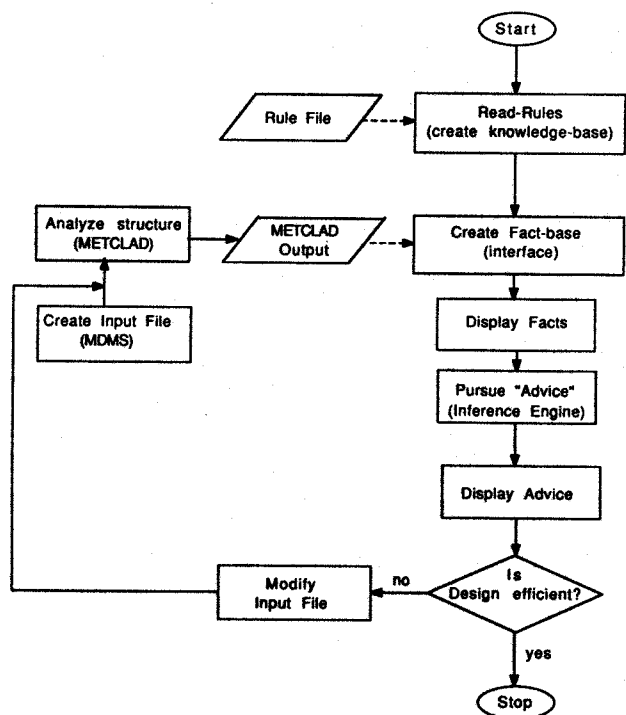 Start
Rule File
Read-Rules
(create knowledge-base)
Analyze structure
(METCLAD)
METCLAD
Output
Create Fact-base
(interface)
Create Input File
(MDMS)
Display Facts
Pursue "Advice"
(Inference Engine)
Display Advice
Is
Design efficient?
no
Modify
Input File
yes
Stop